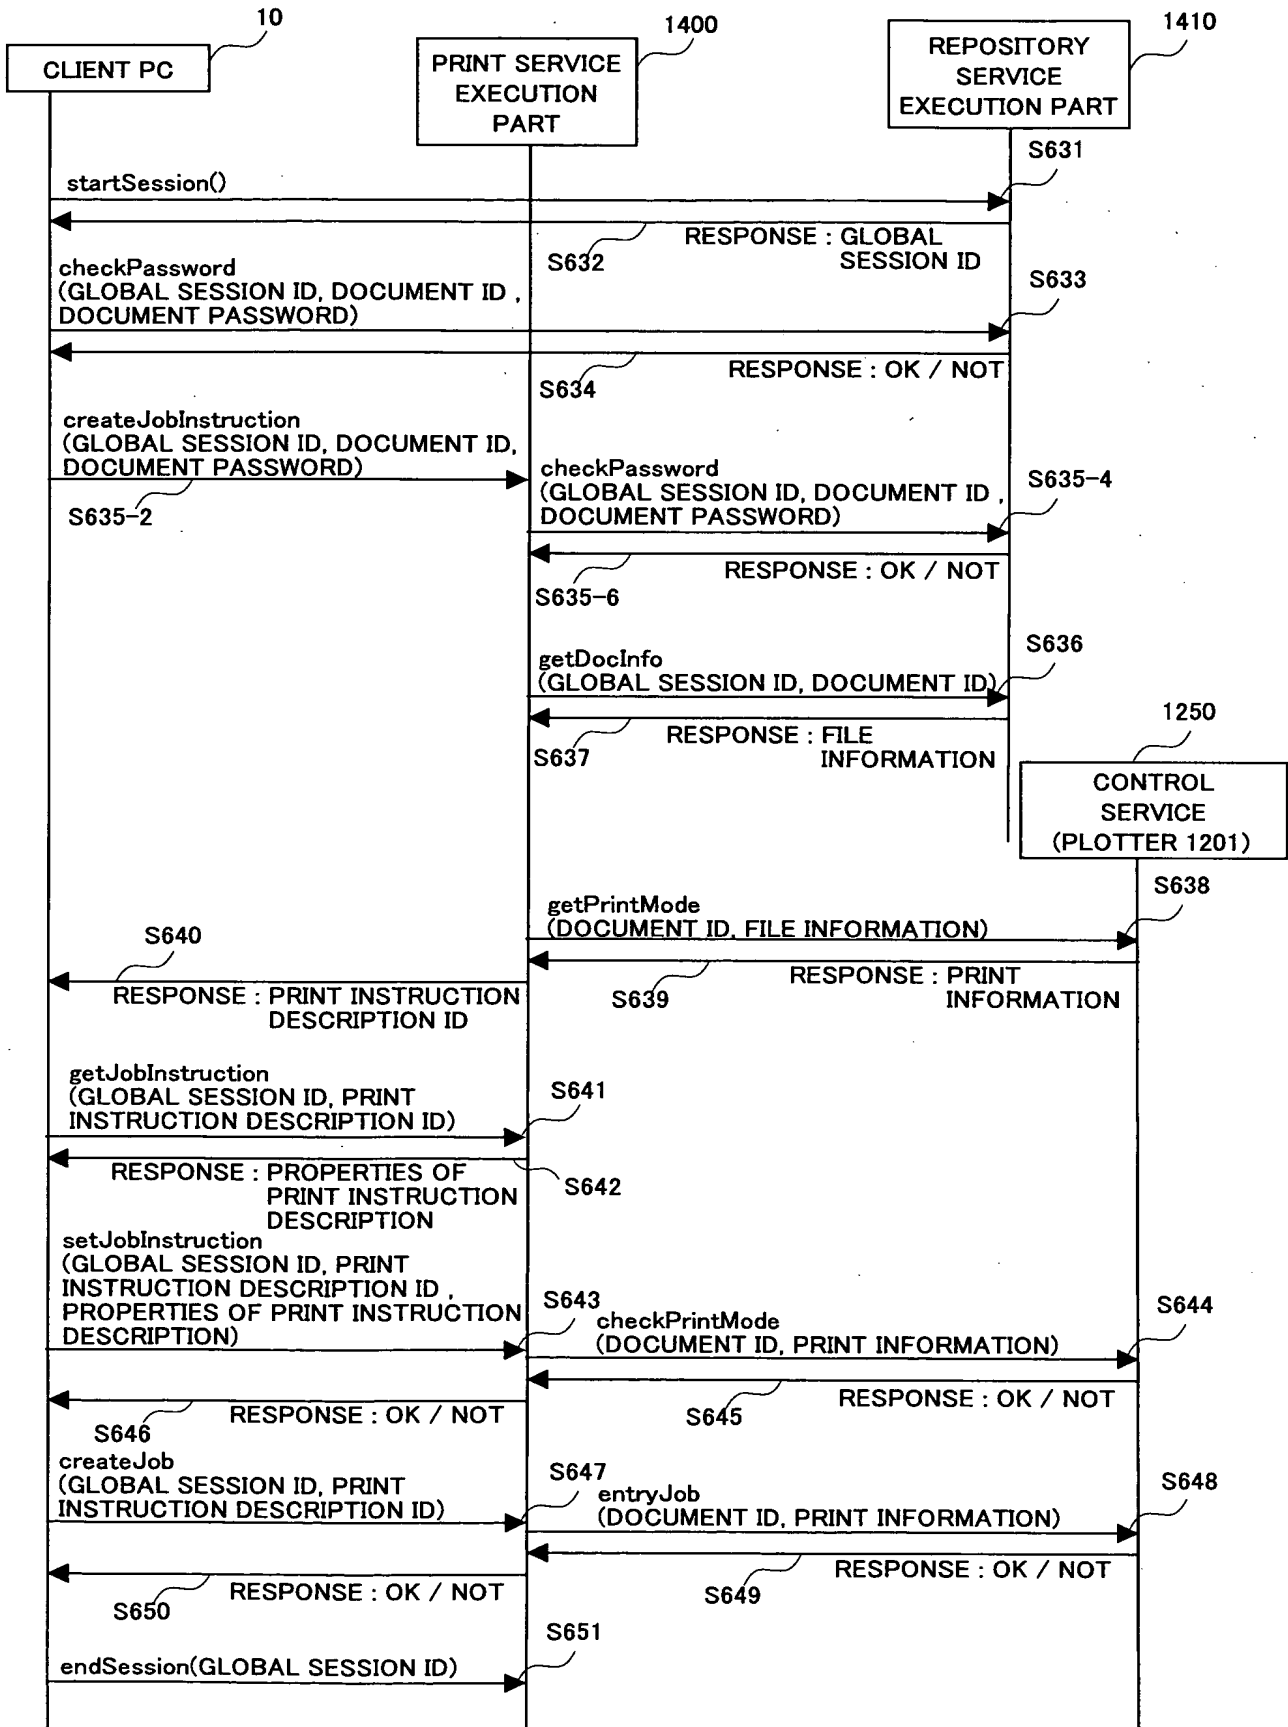 10
1400
1410
CLIENT PC
PRINT SERVICE
EXECUTION
PART
REPOSITORY
SERVICE
EXECUTION PART
S631
startSession()
RESPONSE : GLOBAL
SESSION ID
S632
checkPassword
(GLOBAL SESSION ID, DOCUMENT ID ,
DOCUMENT PASSWORD)
S633
RESPONSE : OK / NOT
S634
createJobInstruction
(GLOBAL SESSION ID, DOCUMENT ID,
DOCUMENT PASSWORD)
S635-2
checkPassword
(GLOBAL SESSION ID, DOCUMENT ID ,
DOCUMENT PASSWORD)
S635-4
RESPONSE : OK / NOT
S635-6
getDocInfo
(GLOBAL SESSION ID, DOCUMENT ID)
S636
RESPONSE : FILE
INFORMATION
S637
1250
CONTROL
SERVICE
(PLOTTER 1201)
getPrintMode
(DOCUMENT ID, FILE INFORMATION)
S638
RESPONSE : PRINT
INFORMATION
S639
S640
RESPONSE : PRINT INSTRUCTION
DESCRIPTION ID
getJobInstruction
(GLOBAL SESSION ID, PRINT
INSTRUCTION DESCRIPTION ID)
S641
RESPONSE : PROPERTIES OF
PRINT INSTRUCTION
DESCRIPTION
S642
setJobInstruction
(GLOBAL SESSION ID, PRINT
INSTRUCTION DESCRIPTION ID ,
PROPERTIES OF PRINT INSTRUCTION
DESCRIPTION)
S643
checkPrintMode
(DOCUMENT ID, PRINT INFORMATION)
S644
RESPONSE : OK / NOT
S645
RESPONSE : OK / NOT
S646
createJob
(GLOBAL SESSION ID, PRINT
INSTRUCTION DESCRIPTION ID)
S647
entryJob
(DOCUMENT ID, PRINT INFORMATION)
S648
RESPONSE : OK / NOT
S649
RESPONSE : OK / NOT
S650
S651
endSession(GLOBAL SESSION ID)